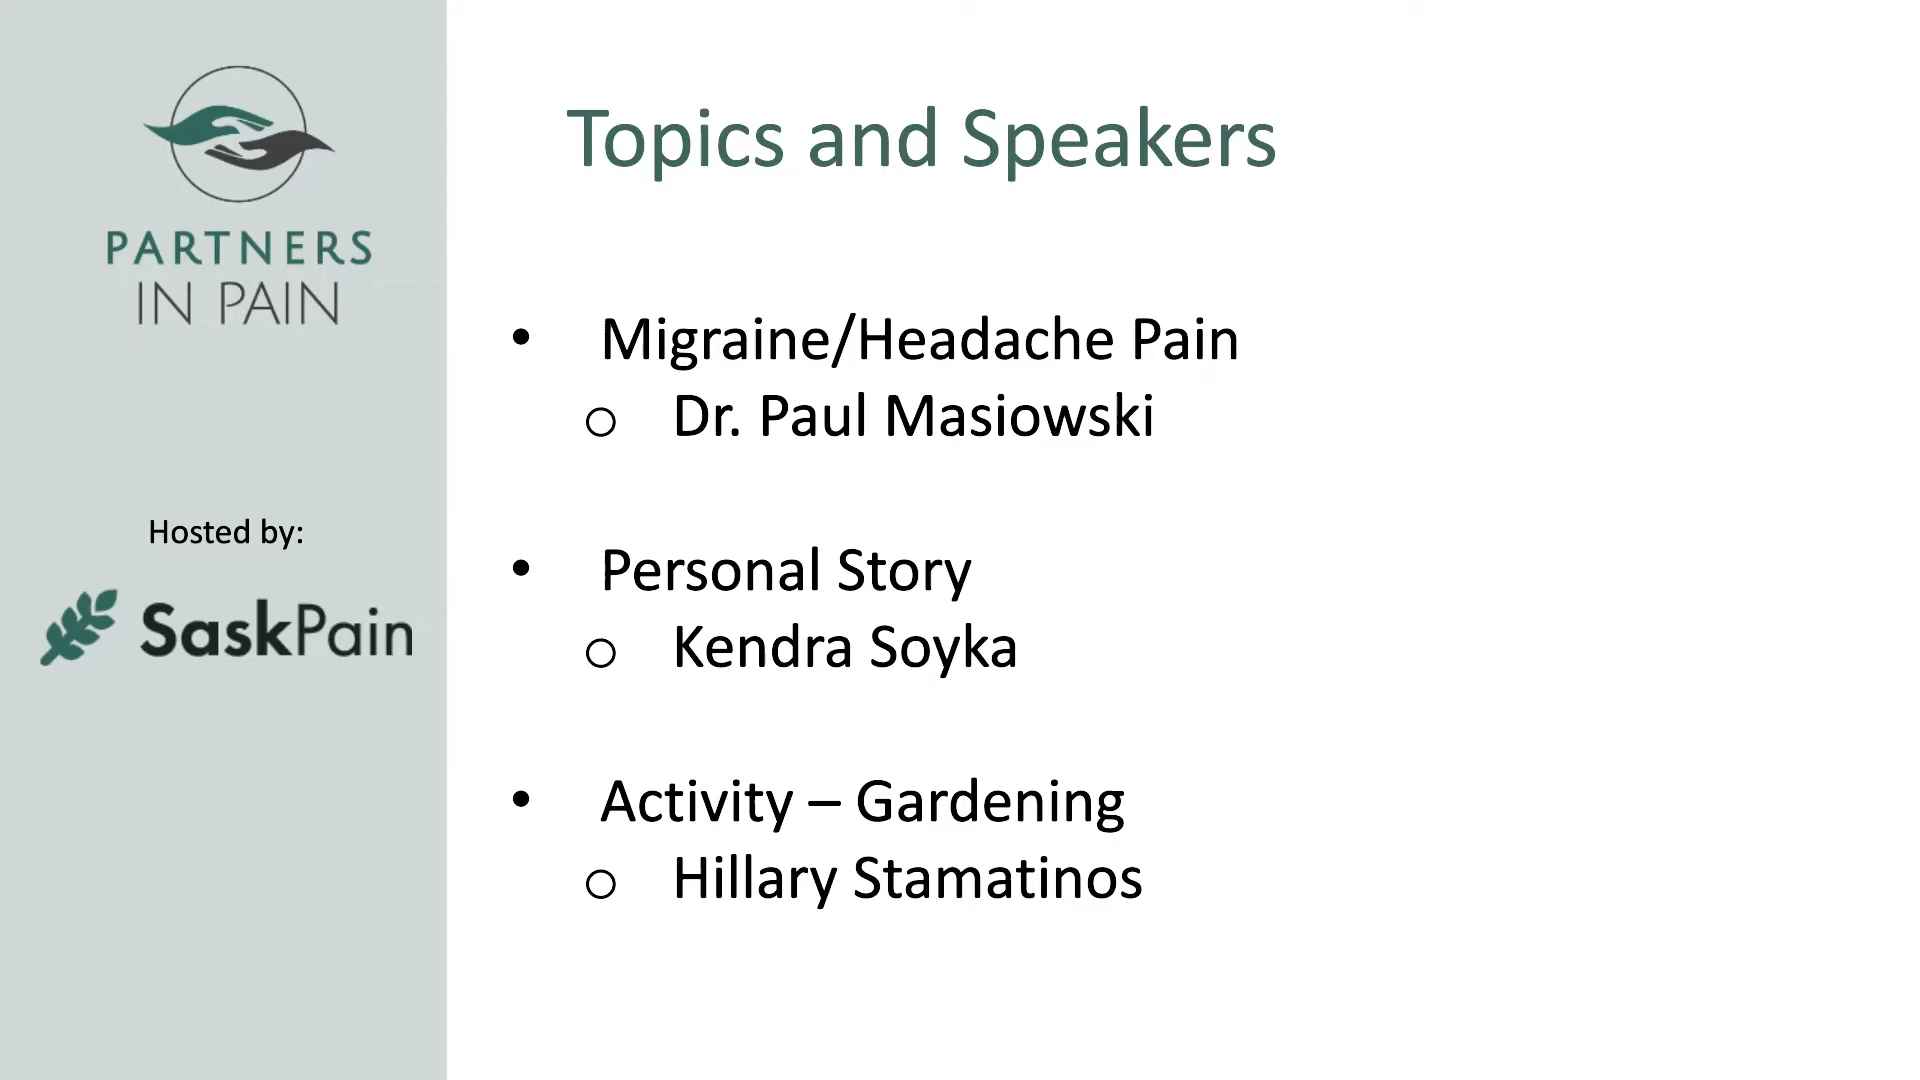 PARTNERS
IN PAIN
Hosted by:
SaskPain
Topics and Speakers
• Migraine/Headache Pain
o Dr. Paul Masiowski
• Personal Story
o Kendra Soyka
• Activity – Gardening
o Hillary Stamatinos